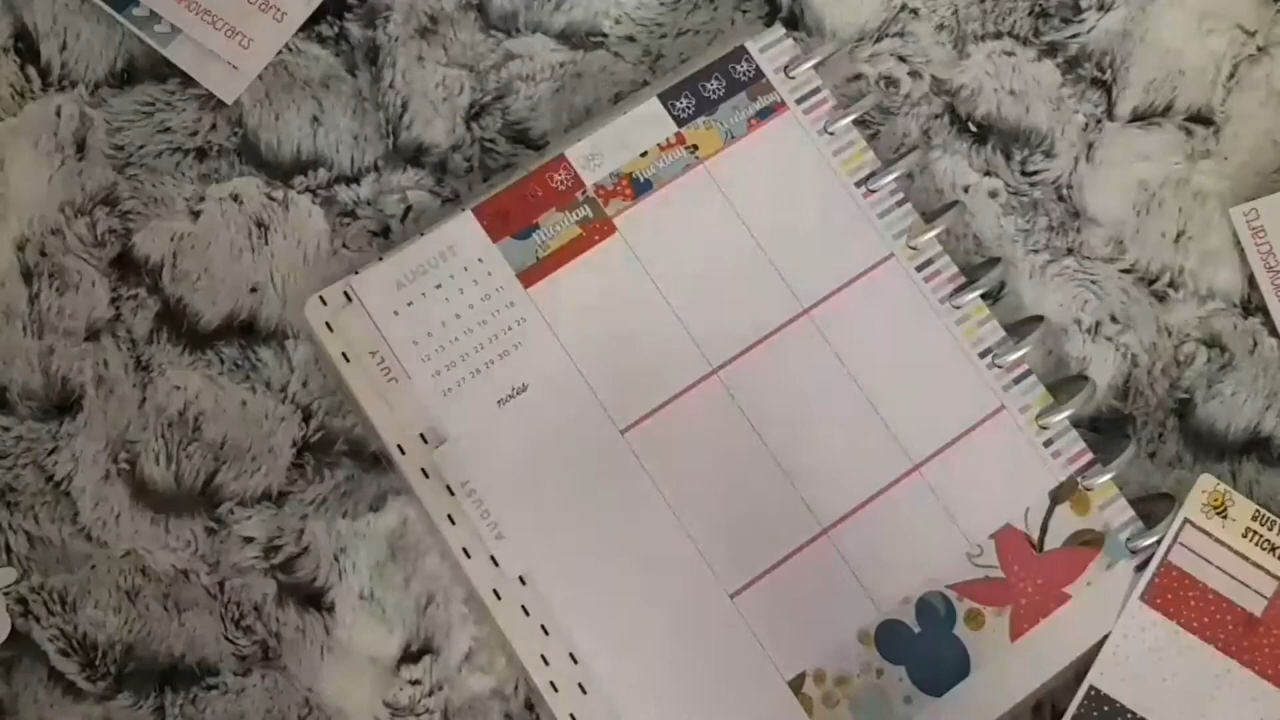 lovescrafts
Monday
Tuesday
Wednesday
AUGUST
S M T W T F S
1 2 3 4
5 6 7 8 9 10 11
12 13 14 15 16 17 18
19 20 21 22 23 24 25
26 27 28 29 30 31
notes
JULY
AUGUST
BUSY